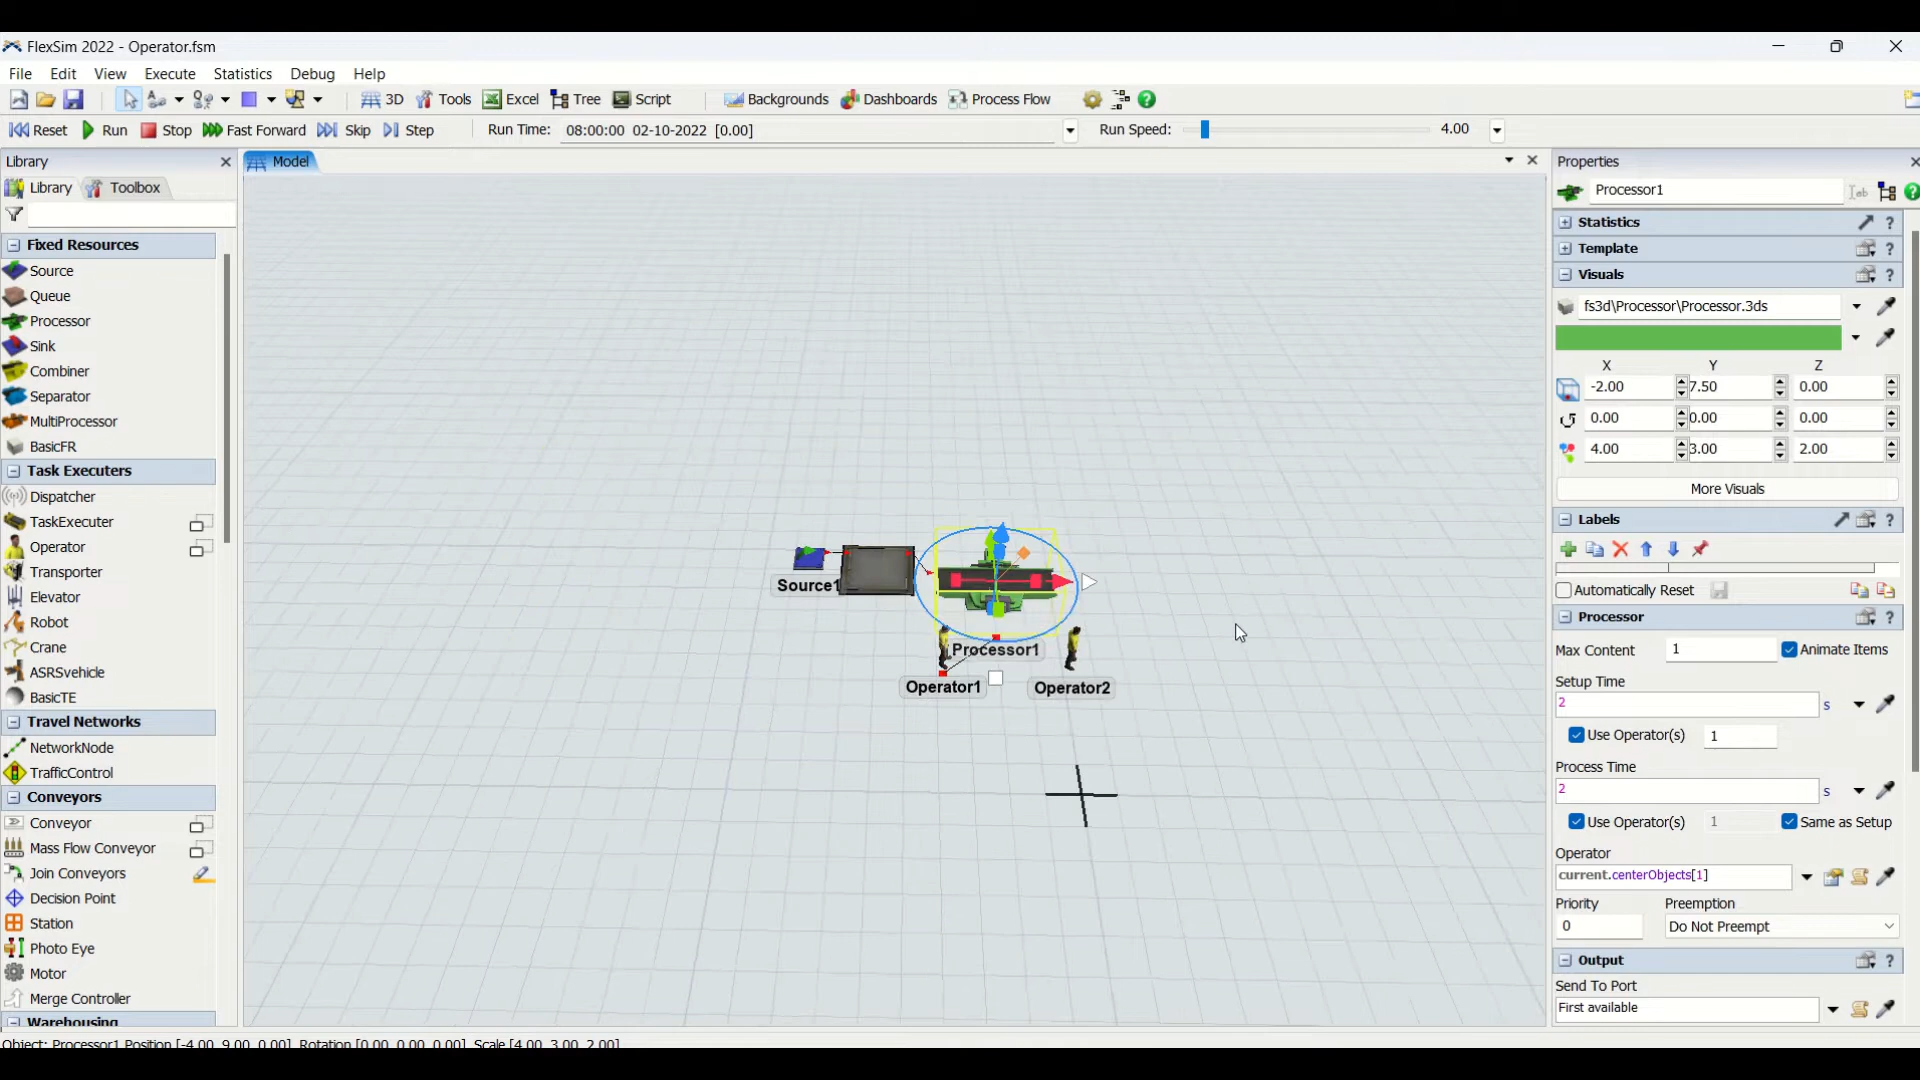 FlexSim 2022 - Operator.fsm
File Edit View Execute Statistics Debug Help
3D Tools Excel Tree Script Backgrounds Dashboards Process Flow
Reset Run Stop Fast Forward Skip Step Run Time: 08:00:00 02-10-2022 [0.00] Run Speed: 4.00
Library
Library Toolbox
Fixed Resources
Source
Queue
Processor
Sink
Combiner
Separator
MultiProcessor
BasicFR
Task Executers
Dispatcher
TaskExecuter
Operator
Transporter
Elevator
Robot
Crane
ASRSvehicle
BasicTE
Travel Networks
NetworkNode
TrafficControl
Conveyors
Conveyor
Mass Flow Conveyor
Join Conveyors
Decision Point
Station
Photo Eye
Motor
Merge Controller
Warehousing
Model
Source1
Processor1
Operator1
Operator2
Properties
Processor1
Statistics
Template
Visuals
fs3d\Processor\Processor.3ds
X Y Z
-2.00 7.50 0.00
0.00 0.00 0.00
4.00 3.00 2.00
More Visuals
Labels
Automatically Reset
Processor
Max Content 1 Animate Items
Setup Time
2 s
Use Operator(s) 1
Process Time
2 s
Use Operator(s) 1 Same as Setup
Operator
current.centerObjects[1]
Priority Preemption
0 Do Not Preempt
Output
Send To Port
First available
Object: Processor1 Position [-4.00, 9.00, 0.00] Rotation [0.00, 0.00, 0.00] Scale [4.00, 3.00, 2.00]